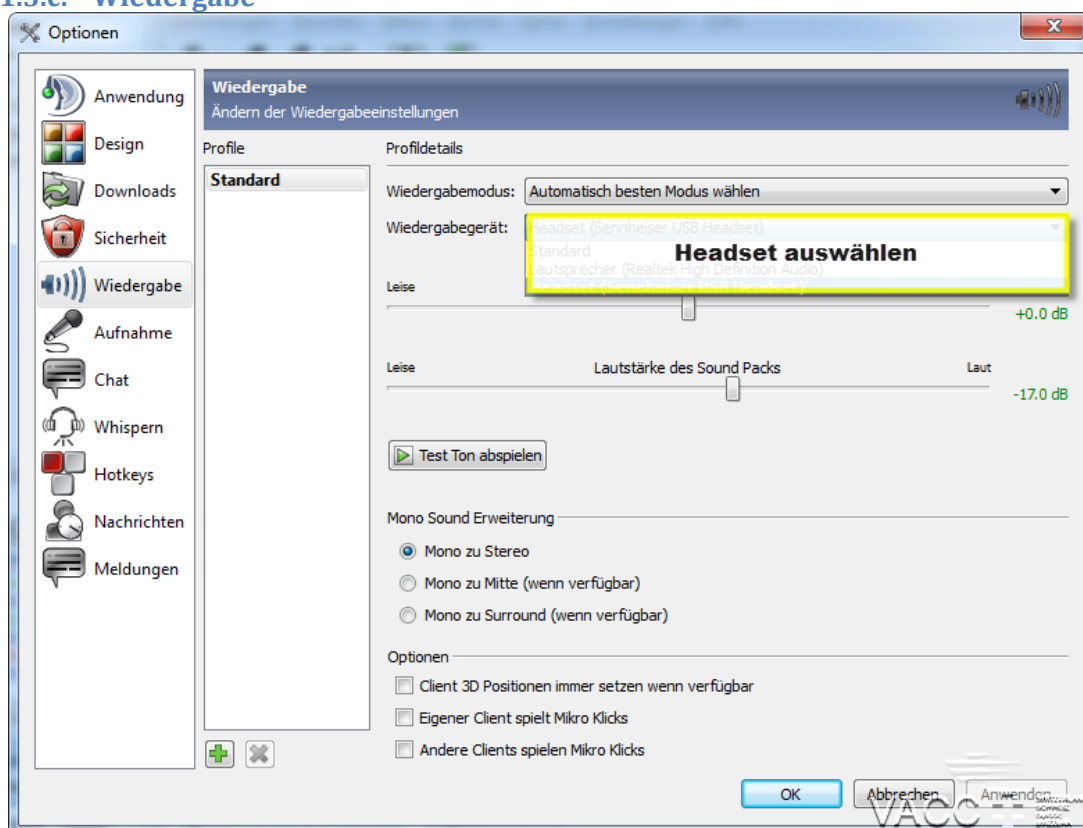 Wiedergabe
Optionen
Anwendung
Design
Downloads
Sicherheit
Wiedergabe
Aufnahme
Chat
Whispern
Hotkeys
Nachrichten
Meldungen
Wiedergabe
Ändern der Wiedergabeeinstellungen
Profile
Standard
Profildetails
Wiedergabemodus: Automatisch besten Modus wählen
Wiedergabegerät: Headset (Sennheiser USB Headset)
Standard
Headset auswählen
Lautsprecher (Realtek High Definition Audio)
Headset (Sennheiser USB Headset)
Leise
+0.0 dB
Leise Lautstärke des Sound Packs Laut
-17.0 dB
Test Ton abspielen
Mono Sound Erweiterung
Mono zu Stereo
Mono zu Mitte (wenn verfügbar)
Mono zu Surround (wenn verfügbar)
Optionen
Client 3D Positionen immer setzen wenn verfügbar
Eigener Client spielt Mikro Klicks
Andere Clients spielen Mikro Klicks
OK Abbrechen Anwenden
VACC